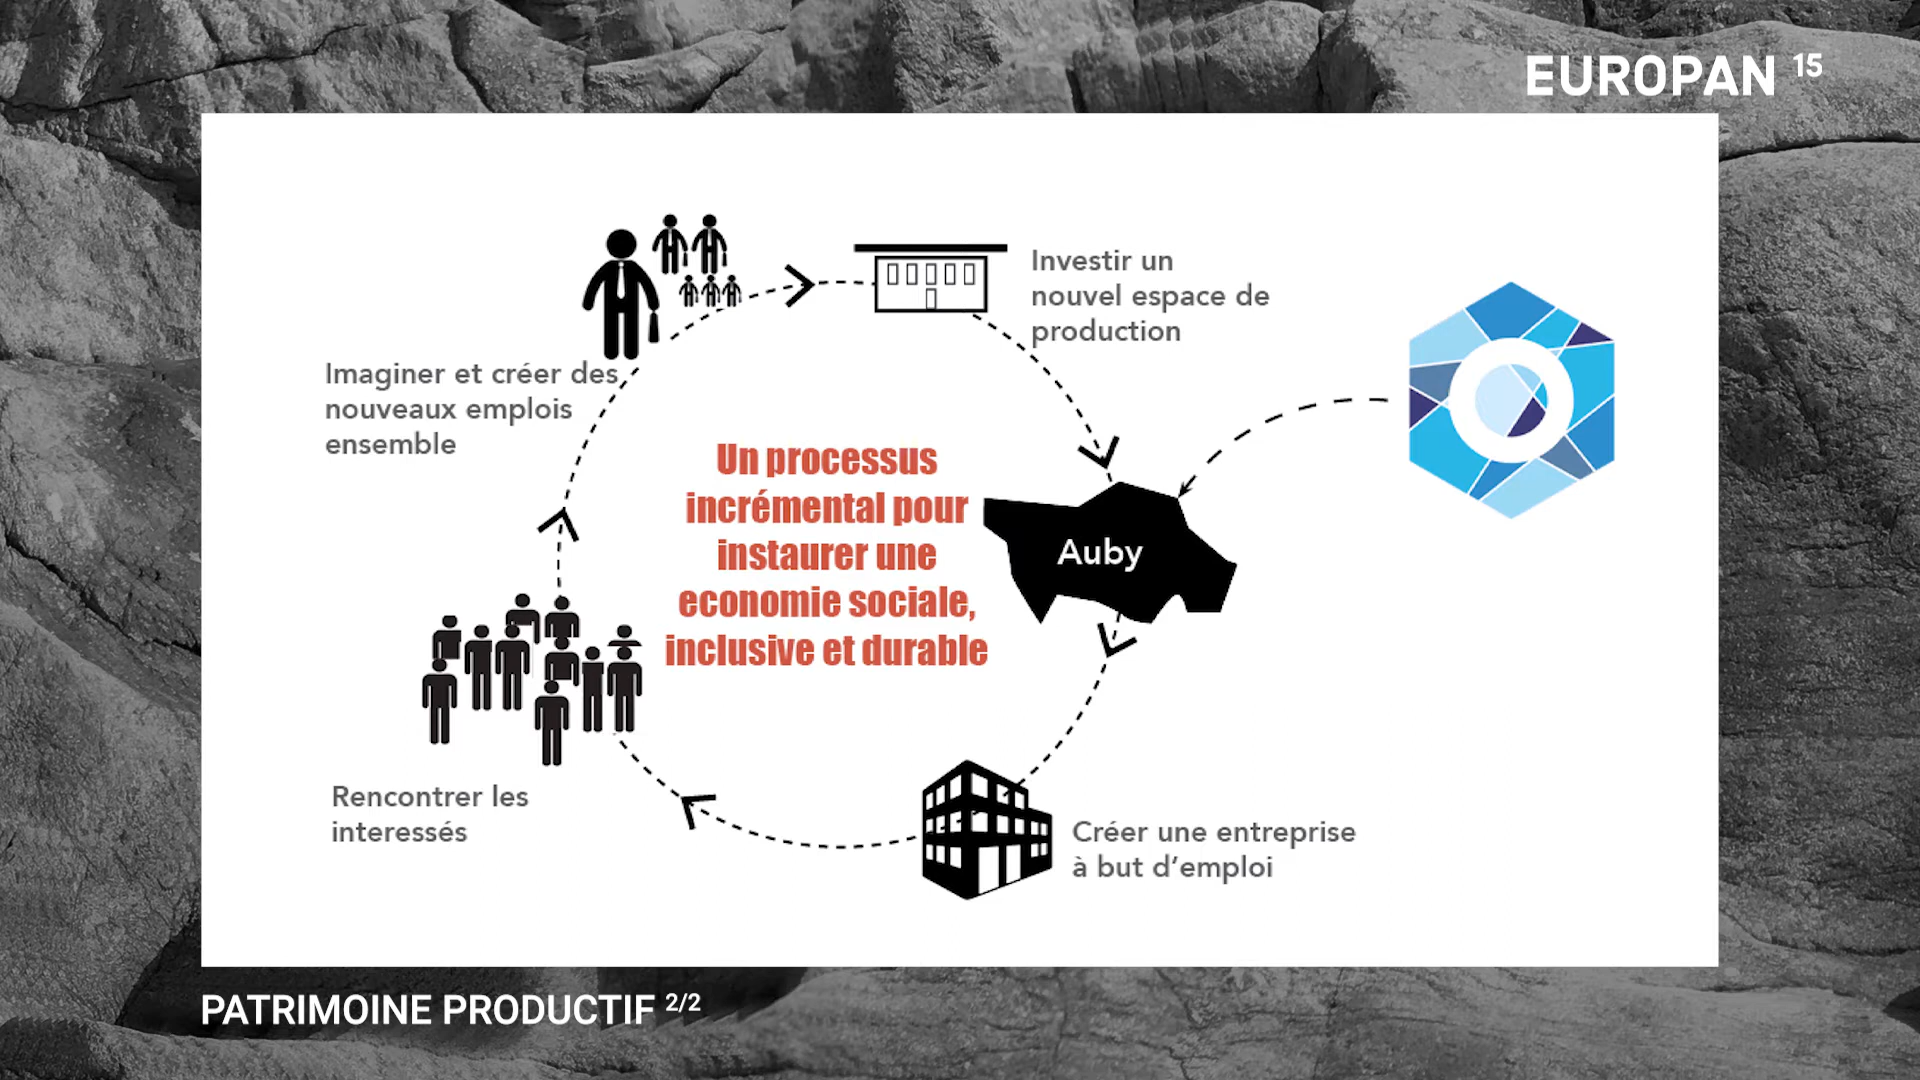 EUROPAN 15
Investir un
nouvel espace de
production
Imaginer et créer des
nouveaux emplois
ensemble
Un processus
incrémental pour
instaurer une
economie sociale,
inclusive et durable
Auby
Rencontrer les
interessés
Créer une entreprise
à but d’emploi
PATRIMOINE PRODUCTIF 2/2